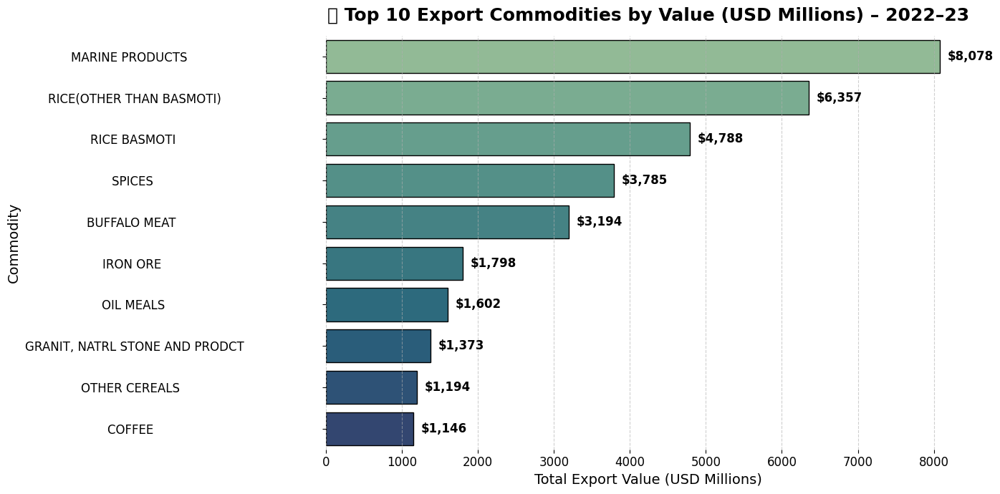 ▯ Top 10 Export Commodities by Value (USD Millions) – 2022–23
MARINE PRODUCTS
$8,078
RICE(OTHER THAN BASMOTI)
$6,357
RICE BASMOTI
$4,788
SPICES
$3,785
BUFFALO MEAT
$3,194
IRON ORE
$1,798
OIL MEALS
$1,602
GRANIT, NATRL STONE AND PRODCT
$1,373
OTHER CEREALS
$1,194
COFFEE
$1,146
Commodity
0 1000 2000 3000 4000 5000 6000 7000 8000
Total Export Value (USD Millions)